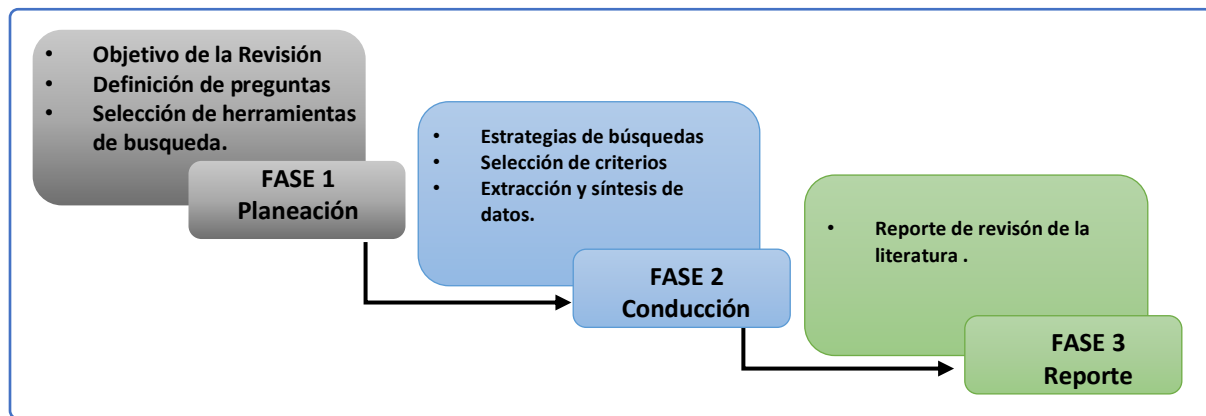 • Objetivo de la Revisión
• Definición de preguntas
• Selección de herramientas
de busqueda.
FASE 1
Planeación
• Estrategias de búsquedas
• Selección de criterios
• Extracción y síntesis de
datos.
FASE 2
Conducción
• Reporte de revisón de la
literatura .
FASE 3
Reporte